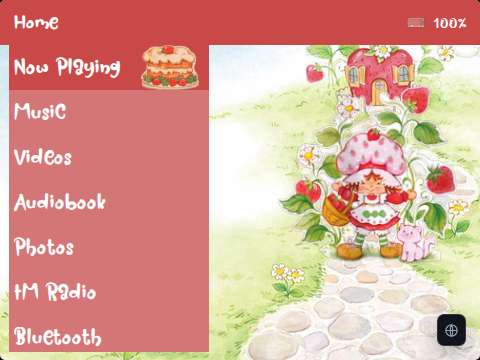 Home
100%
Now Playing
Music
Videos
Audiobook
Photos
FM Radio
Bluetooth